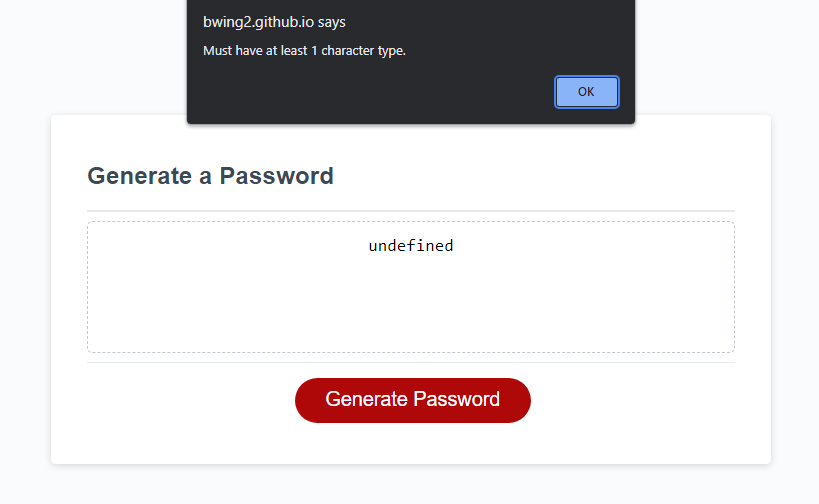 bwing2.github.io says
Must have at least 1 character type.
OK
Generate a Password
undefined
Generate Password